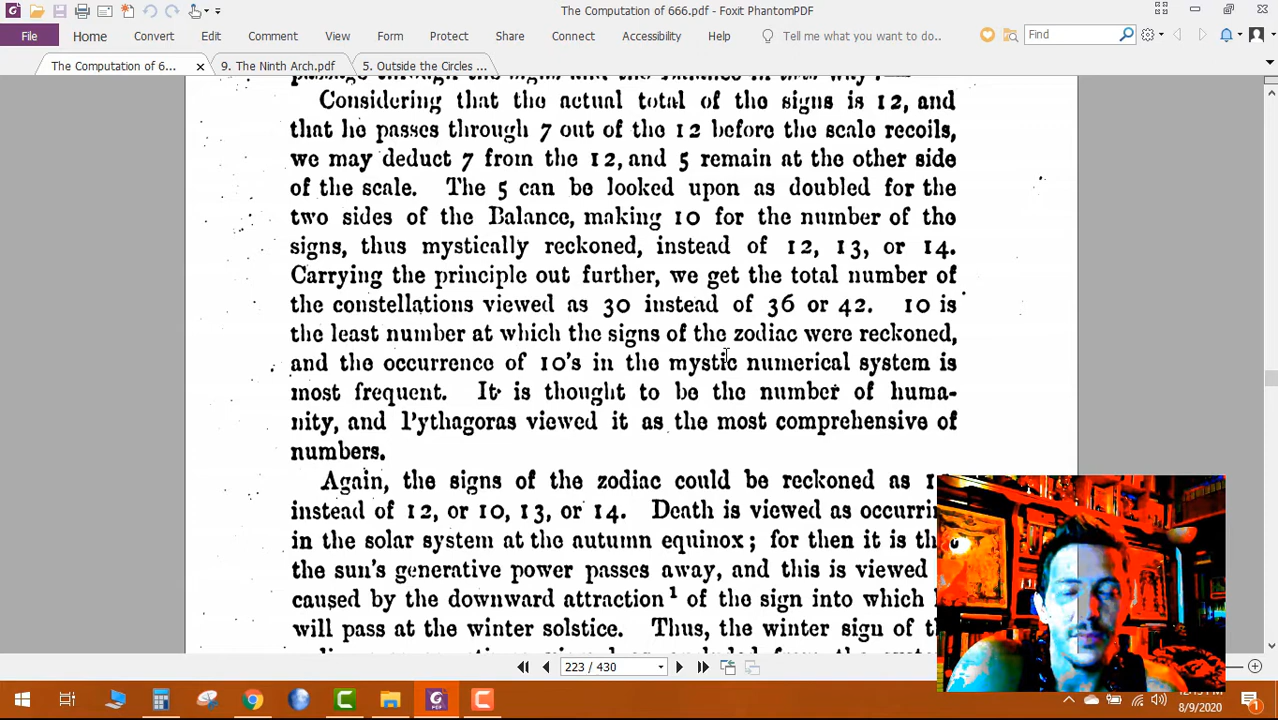 The Computation of 666.pdf - Foxit PhantomPDF
File Home Convert Edit Comment View Form Protect Share Connect Accessibility Help Tell me what you want to do.. Find
The Computation of 6... 9. The Ninth Arch.pdf 5. Outside the Circles ...
Considering that the actual total of the signs is 12, and
that he passes through 7 out of the 12 before the scale recoils,
we may deduct 7 from the 12, and 5 remain at the other side
of the scale. The 5 can be looked upon as doubled for the
two sides of the Balance, making 10 for the number of the
signs, thus mystically reckoned, instead of 12, 13, or 14.
Carrying the principle out further, we get the total number of
the constellations viewed as 30 instead of 36 or 42. 10 is
the least number at which the signs of the zodiac were reckoned,
and the occurrence of 10's in the mystic numerical system is
most frequent. It is thought to be the number of huma-
nity, and Pythagoras viewed it as the most comprehensive of
numbers.
Again, the signs of the zodiac could be reckoned as
instead of 12, or 10, 13, or 14. Death is viewed as occurrin
in the solar system at the autumn equinox; for then it is th
the sun's generative power passes away, and this is viewed
caused by the downward attraction¹ of the sign into which
will pass at the winter solstice. Thus, the winter sign of th
223 / 430
8/9/2020